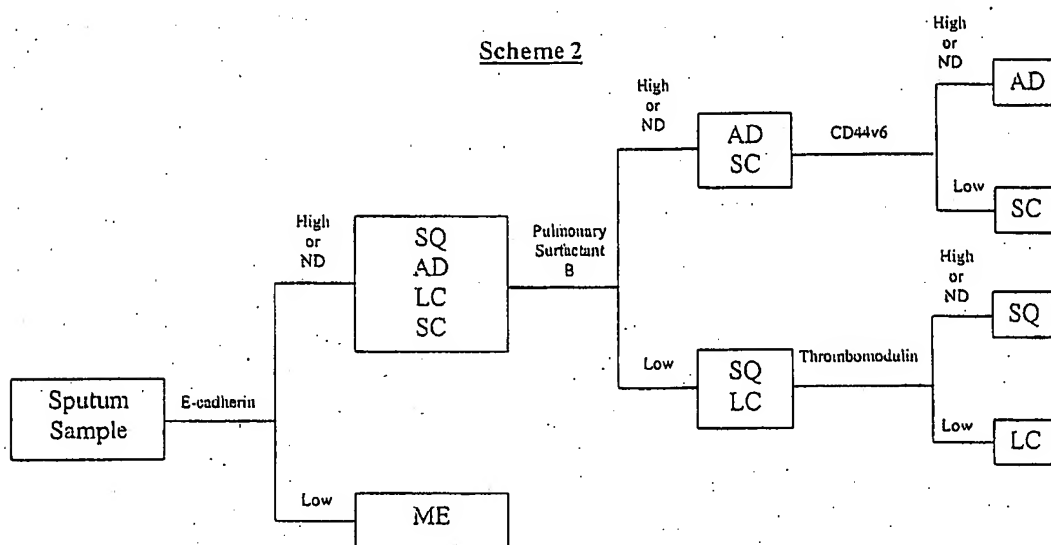 Scheme 2
Sputum
Sample
E-cadherin
High
or
ND
SQ
AD
LC
SC
Low
ME
Pulmonary
Surfactant
B
High
or
ND
AD
SC
CD44v6
High
or
ND
AD
Low
SC
Low
SQ
LC
Thrombomodulin
High
or
ND
SQ
Low
LC